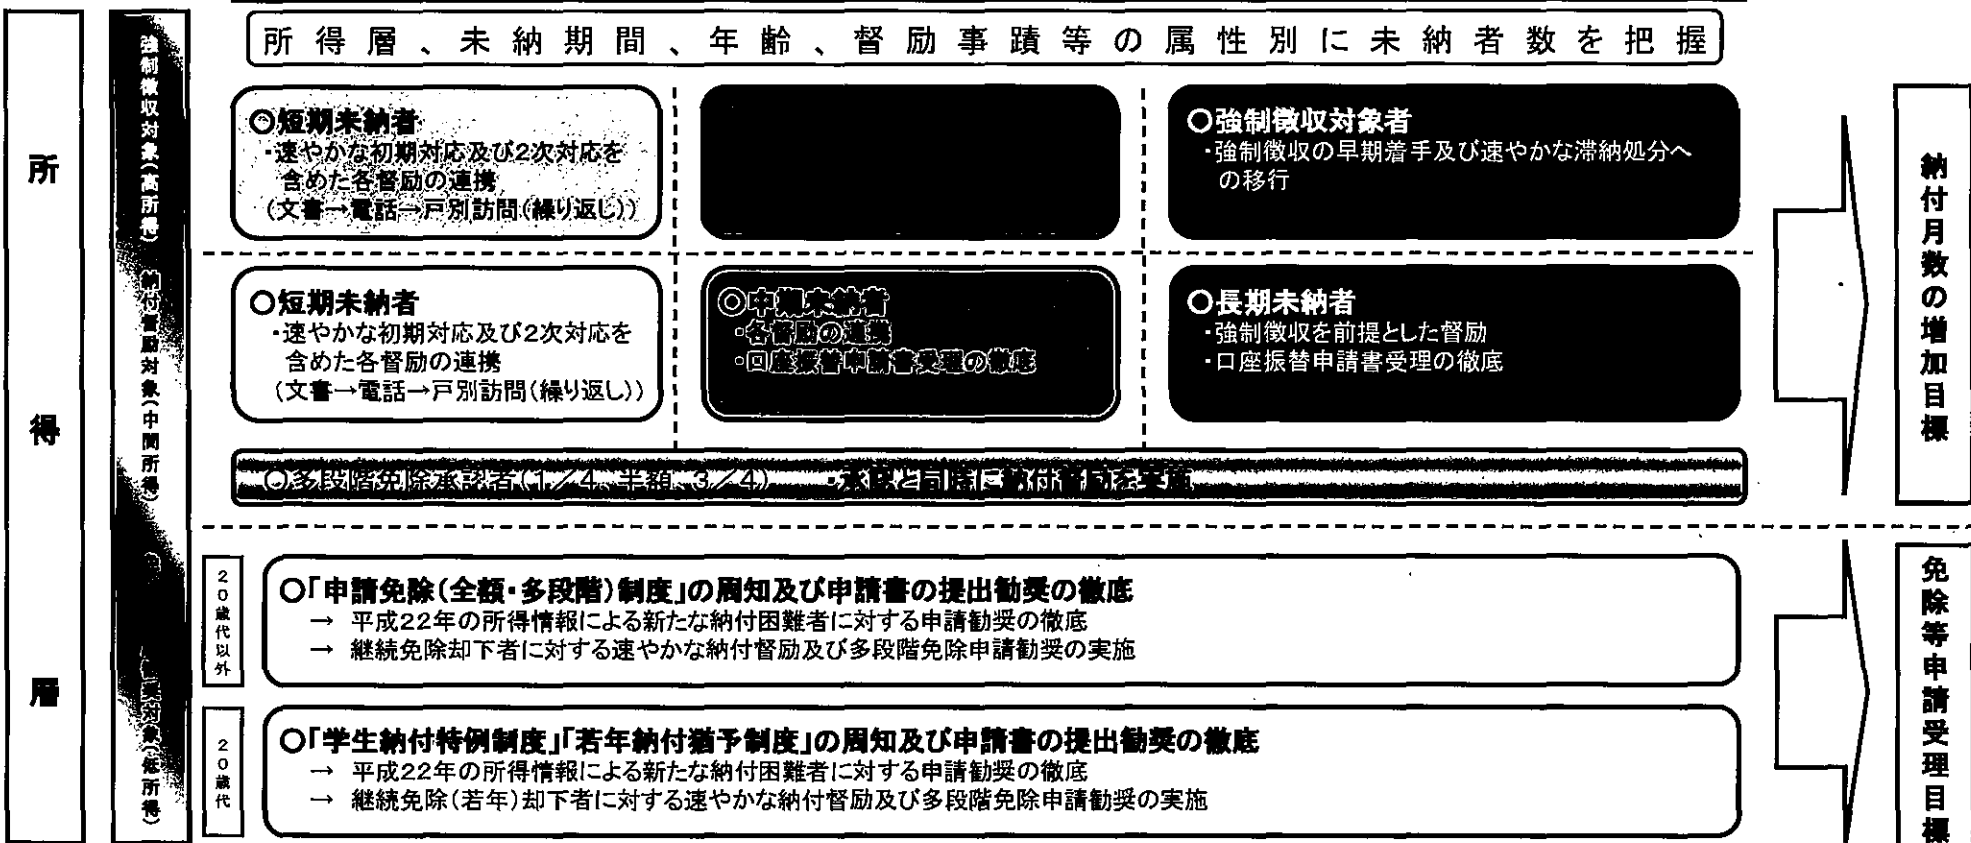 所得層、未納期間、年齢、督励事蹟等の属性別に未納者数を把握
所得層
強制徴収対象(高所得)
納付督励対象(中間所得)
対象(低所得)
○短期未納者
・速やかな初期対応及び2次対応を
含めた各督励の連携
(文書→電話→戸別訪問(繰り返し))
○強制徴収対象者
・強制徴収の早期着手及び速やかな滞納処分へ
の移行
○短期未納者
・速やかな初期対応及び2次対応を
含めた各督励の連携
(文書→電話→戸別訪問(繰り返し))
○中期未納者
・各督励の連携
・口座振替申請書受理の徹底
○長期未納者
・強制徴収を前提とした督励
・口座振替申請書受理の徹底
○多段階免除承認者(1/4、半額、3/4) ・承認と同時に納付督励を実施
納付月数の増加目標
20歳代以外
○「申請免除(全額・多段階)制度」の周知及び申請書の提出勧奨の徹底
→ 平成22年の所得情報による新たな納付困難者に対する申請勧奨の徹底
→ 継続免除却下者に対する速やかな納付督励及び多段階免除申請勧奨の実施
20歳代
○「学生納付特例制度」「若年納付猶予制度」の周知及び申請書の提出勧奨の徹底
→ 平成22年の所得情報による新たな納付困難者に対する申請勧奨の徹底
→ 継続免除(若年)却下者に対する速やかな納付督励及び多段階免除申請勧奨の実施
免除等申請受理目標